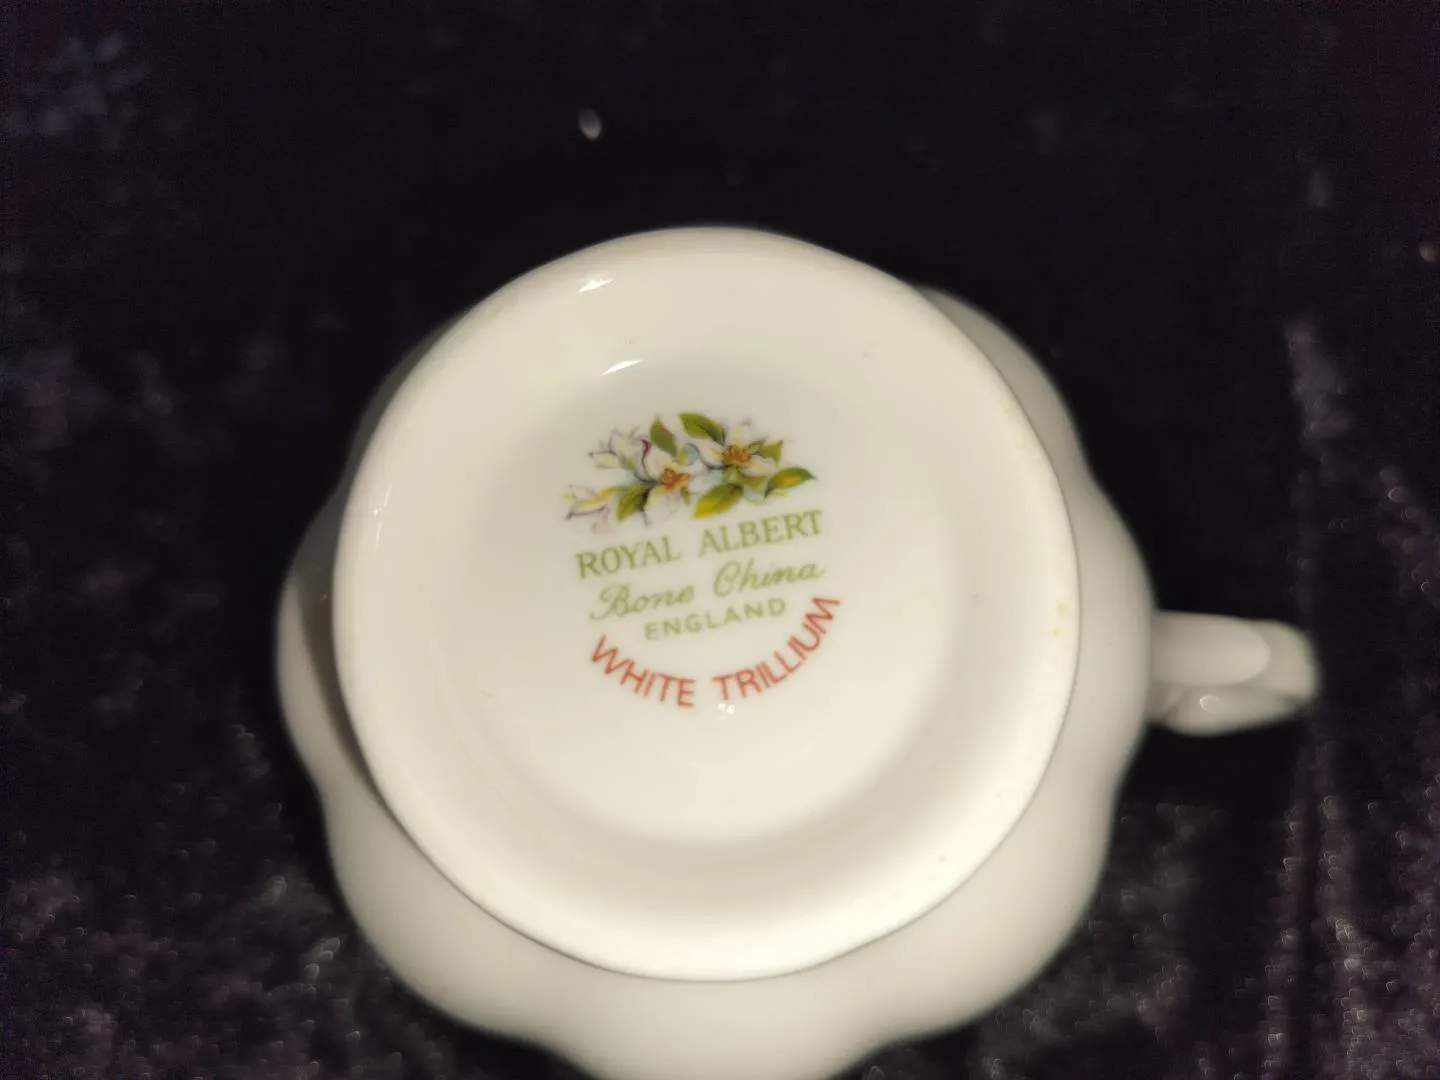 ROYAL ALBERT
Bone China
ENGLAND
WHITE TRILLIUM